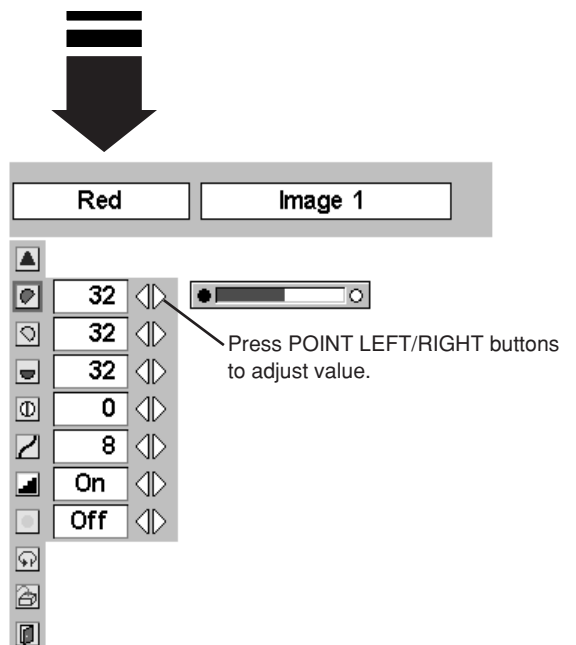 Red Image 1
32
Press POINT LEFT/RIGHT buttons
32
to adjust value.
32
0
8
On
Off